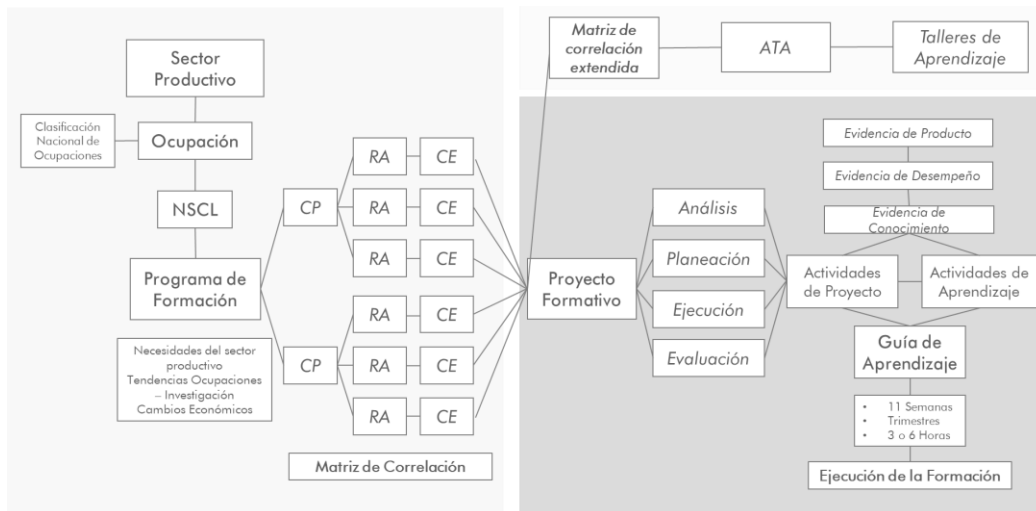 Sector
Productivo
Clasificación
Nacional de
Ocupaciones
Ocupación
NSCL
Programa de
Formación
Necesidades del sector
productivo
Tendencias Ocupaciones
– Investigación
Cambios Económicos
CP
RA
CE
RA
CE
RA
CE
CP
RA
CE
RA
CE
RA
CE
Matriz de Correlación
Matriz de
correlación
extendida
ATA
Talleres de
Aprendizaje
Proyecto
Formativo
Análisis
Planeación
Ejecución
Evaluación
Evidencia de Producto
Evidencia de Desempeño
Evidencia de
Conocimiento
Actividades
de Proyecto
Actividades de
Aprendizaje
Guía de
Aprendizaje
• 11 Semanas
• Trimestres
• 3 o 6 Horas
Ejecución de la Formación